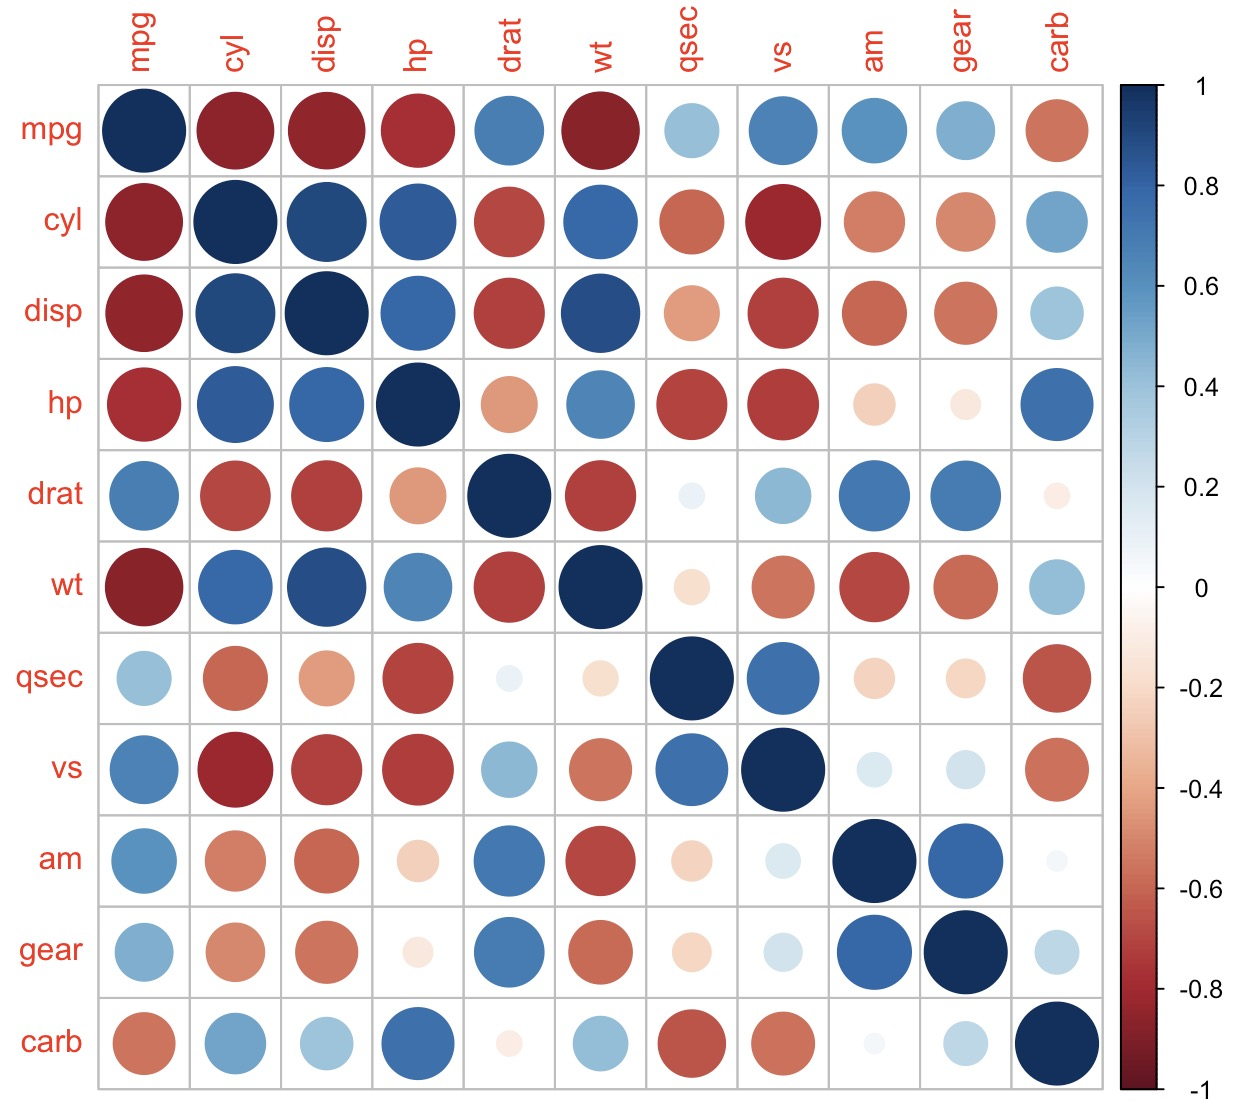 mpg cyl disp hp drat wt qsec vs am gear carb
mpg
cyl
disp
hp
drat
wt
qsec
vs
am
gear
carb
1
0.8
0.6
0.4
0.2
0
-0.2
-0.4
-0.6
-0.8
-1